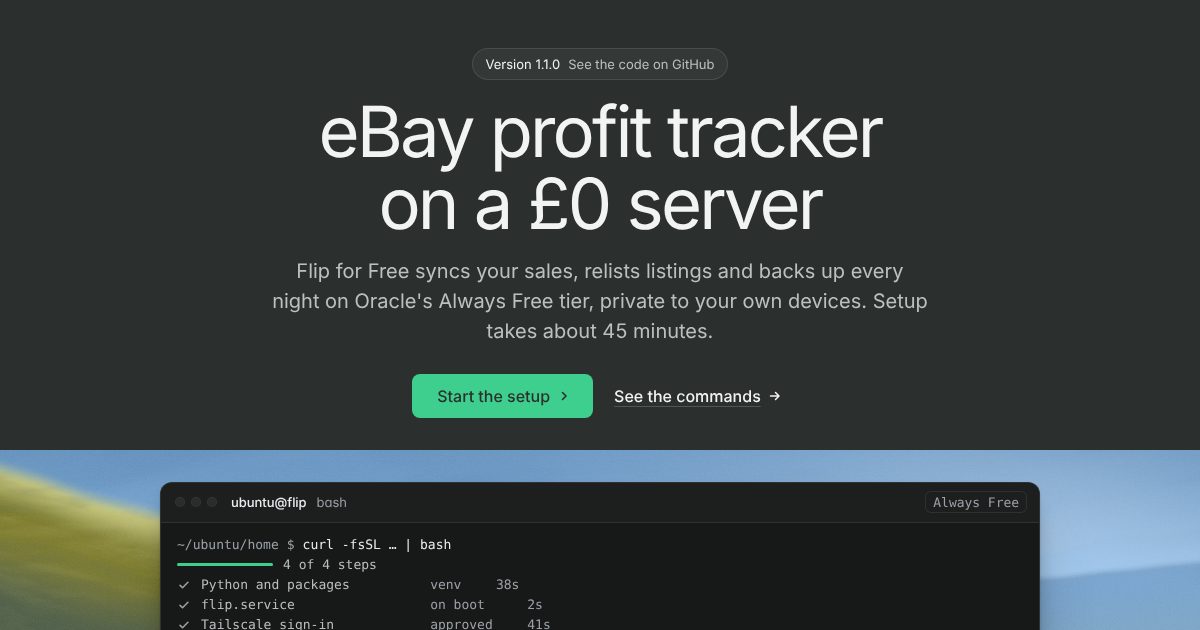 Version 1.1.0 See the code on GitHub
eBay profit tracker
on a £0 server
Flip for Free syncs your sales, relists listings and backs up every
night on Oracle's Always Free tier, private to your own devices. Setup
takes about 45 minutes.
Start the setup › See the commands →
ubuntu@flip bash Always Free
~/ubuntu/home $ curl -fsSL … | bash
4 of 4 steps
✓ Python and packages venv 38s
✓ flip.service on boot 2s
✓ Tailscale sign-in approved 41s